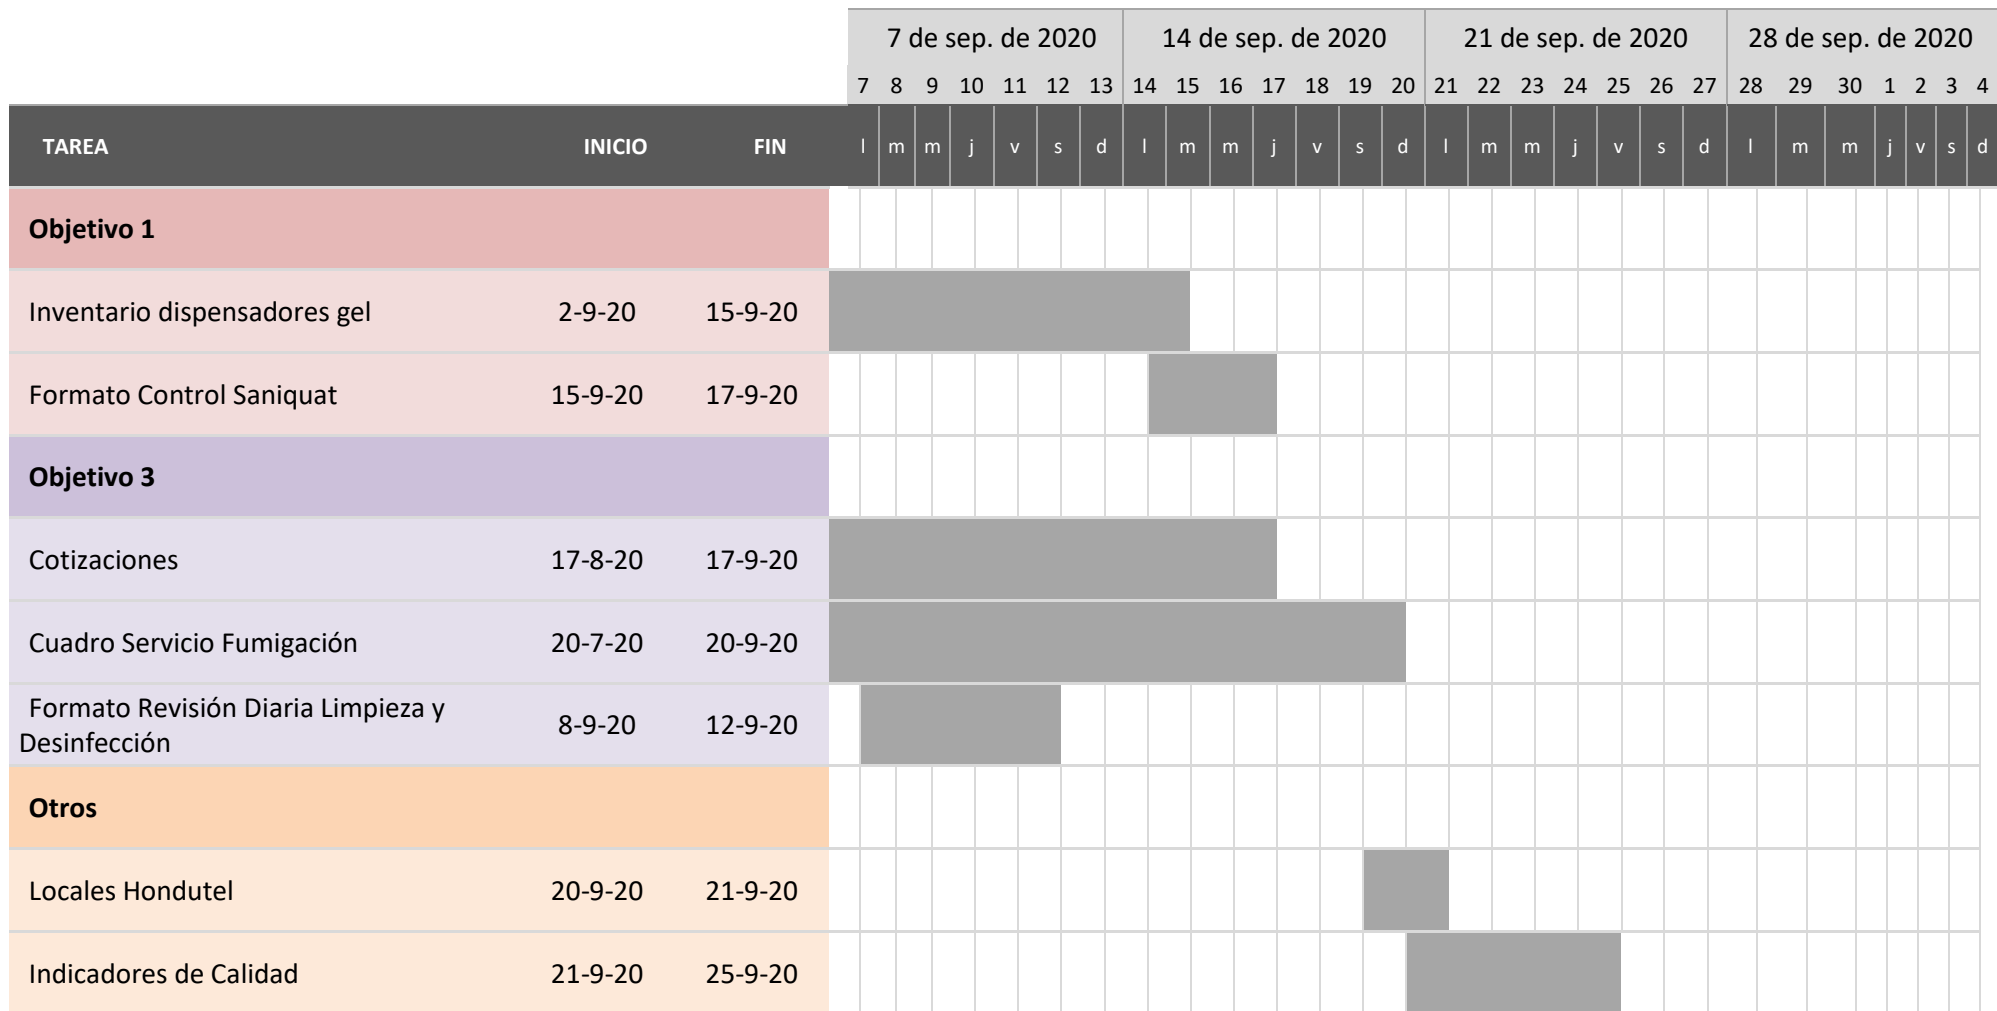 7 de sep. de 2020 14 de sep. de 2020 21 de sep. de 2020 28 de sep. de 2020
7 8 9 10 11 12 13 14 15 16 17 18 19 20 21 22 23 24 25 26 27 28 29 30 1 2 3 4
TAREA INICIO FIN l m m j v s d l m m j v s d l m m j v s d l m m j v s d
Objetivo 1
Inventario dispensadores gel 2-9-20 15-9-20
Formato Control Saniquat 15-9-20 17-9-20
Objetivo 3
Cotizaciones 17-8-20 17-9-20
Cuadro Servicio Fumigación 20-7-20 20-9-20
Formato Revisión Diaria Limpieza y
Desinfección 8-9-20 12-9-20
Otros
Locales Hondutel 20-9-20 21-9-20
Indicadores de Calidad 21-9-20 25-9-20